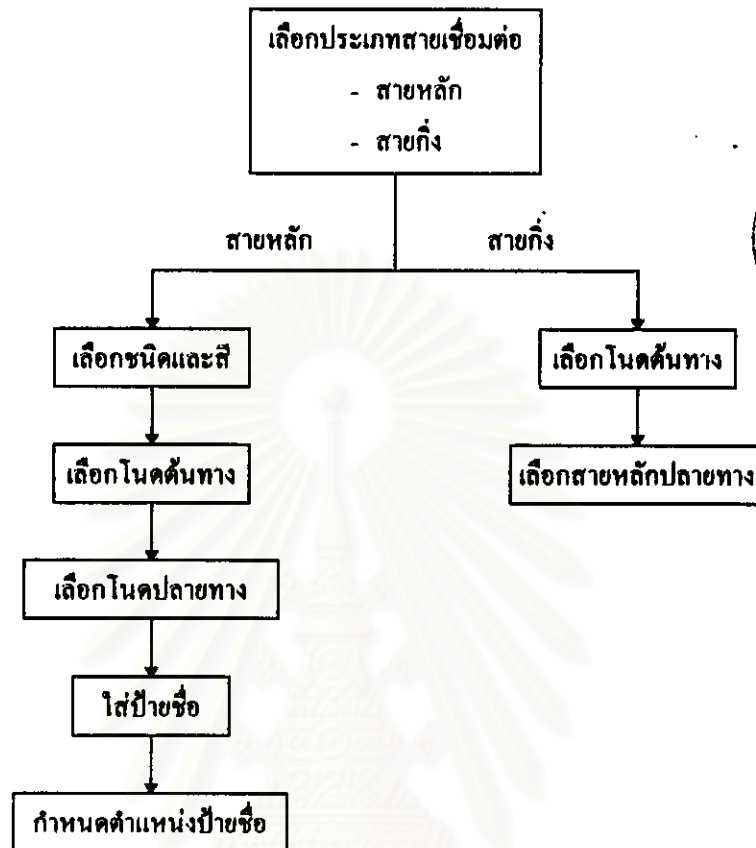 เลือกประเภทสายเชื่อมต่อ
- สายหลัก
- สายกิ่ง
สายหลัก
สายกิ่ง
เลือกชนิดและสี
เลือกโนดต้นทาง
เลือกโนดปลายทาง
ใส่ป้ายชื่อ
กำหนดตำแหน่งป้ายชื่อ
เลือกโนดต้นทาง
เลือกสายหลักปลายทาง